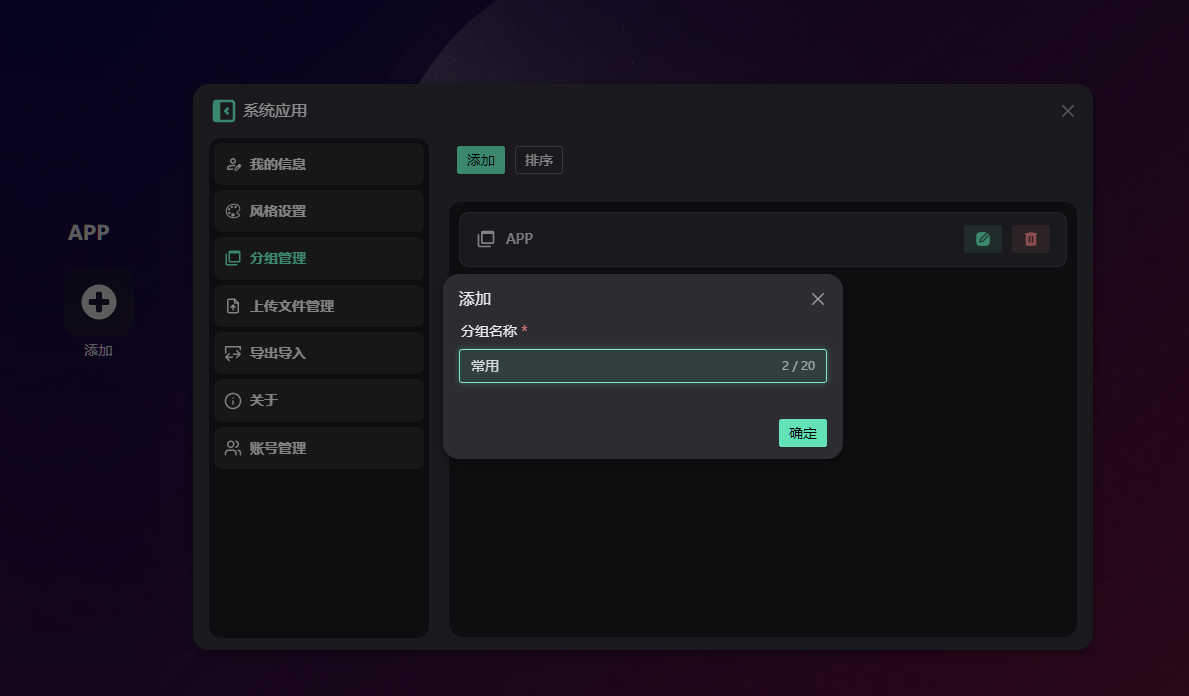 系统应用
我的信息
风格设置
分组管理
上传文件管理
导出导入
关于
账号管理
添加
排序
APP
添加
分组名称 *
常用
2 / 20
确定
APP
添加